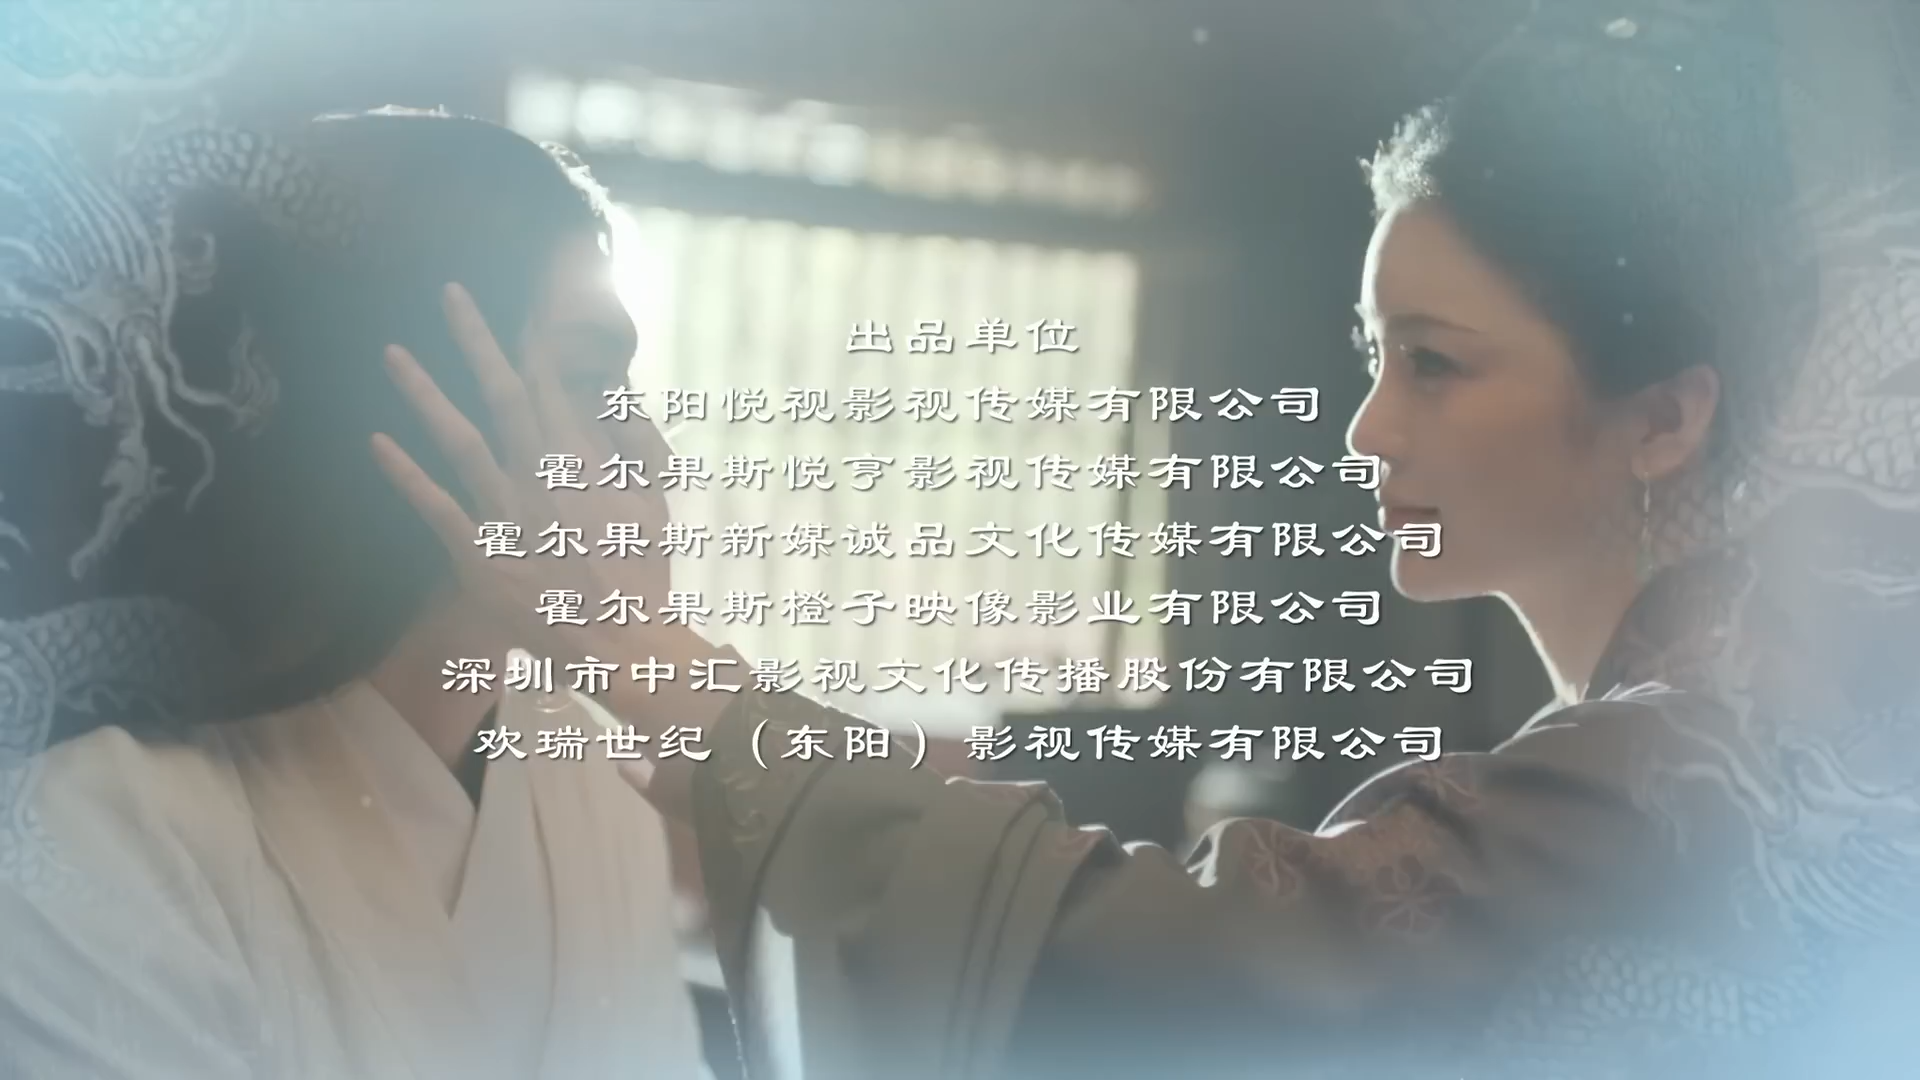 出品单位
东阳悦视影视传媒有限公司
霍尔果斯悦亨影视传媒有限公司
霍尔果斯新媒诚品文化传媒有限公司
霍尔果斯橙子映像影业有限公司
深圳市中汇影视文化传播股份有限公司
欢瑞世纪（东阳）影视传媒有限公司